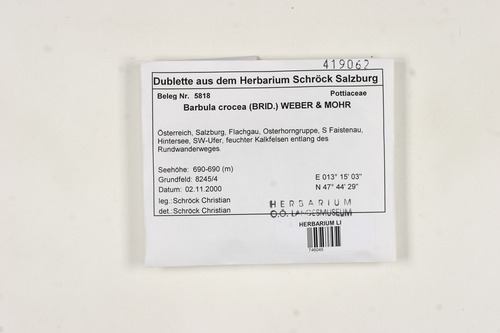 419062
Dublette aus dem Herbarium Schröck Salzburg
Beleg Nr. 5818 Pottiaceae
Barbula crocea (BRID.) WEBER & MOHR
Österreich, Salzburg, Flachgau, Osterhorngruppe, S Faistenau,
Hintersee, SW-Ufer, feuchter Kalkfelsen entlang des
Rundwanderweges.
Seehöhe: 690-690 (m) E 013° 15' 03"
Grundfeld: 8245/4 N 47° 44' 29"
Datum: 02.11.2000
leg.:Schröck Christian HERBARIUM
det.:Schröck Christian O.Ö. LANDESMUSEUM
HERBARIUM LI